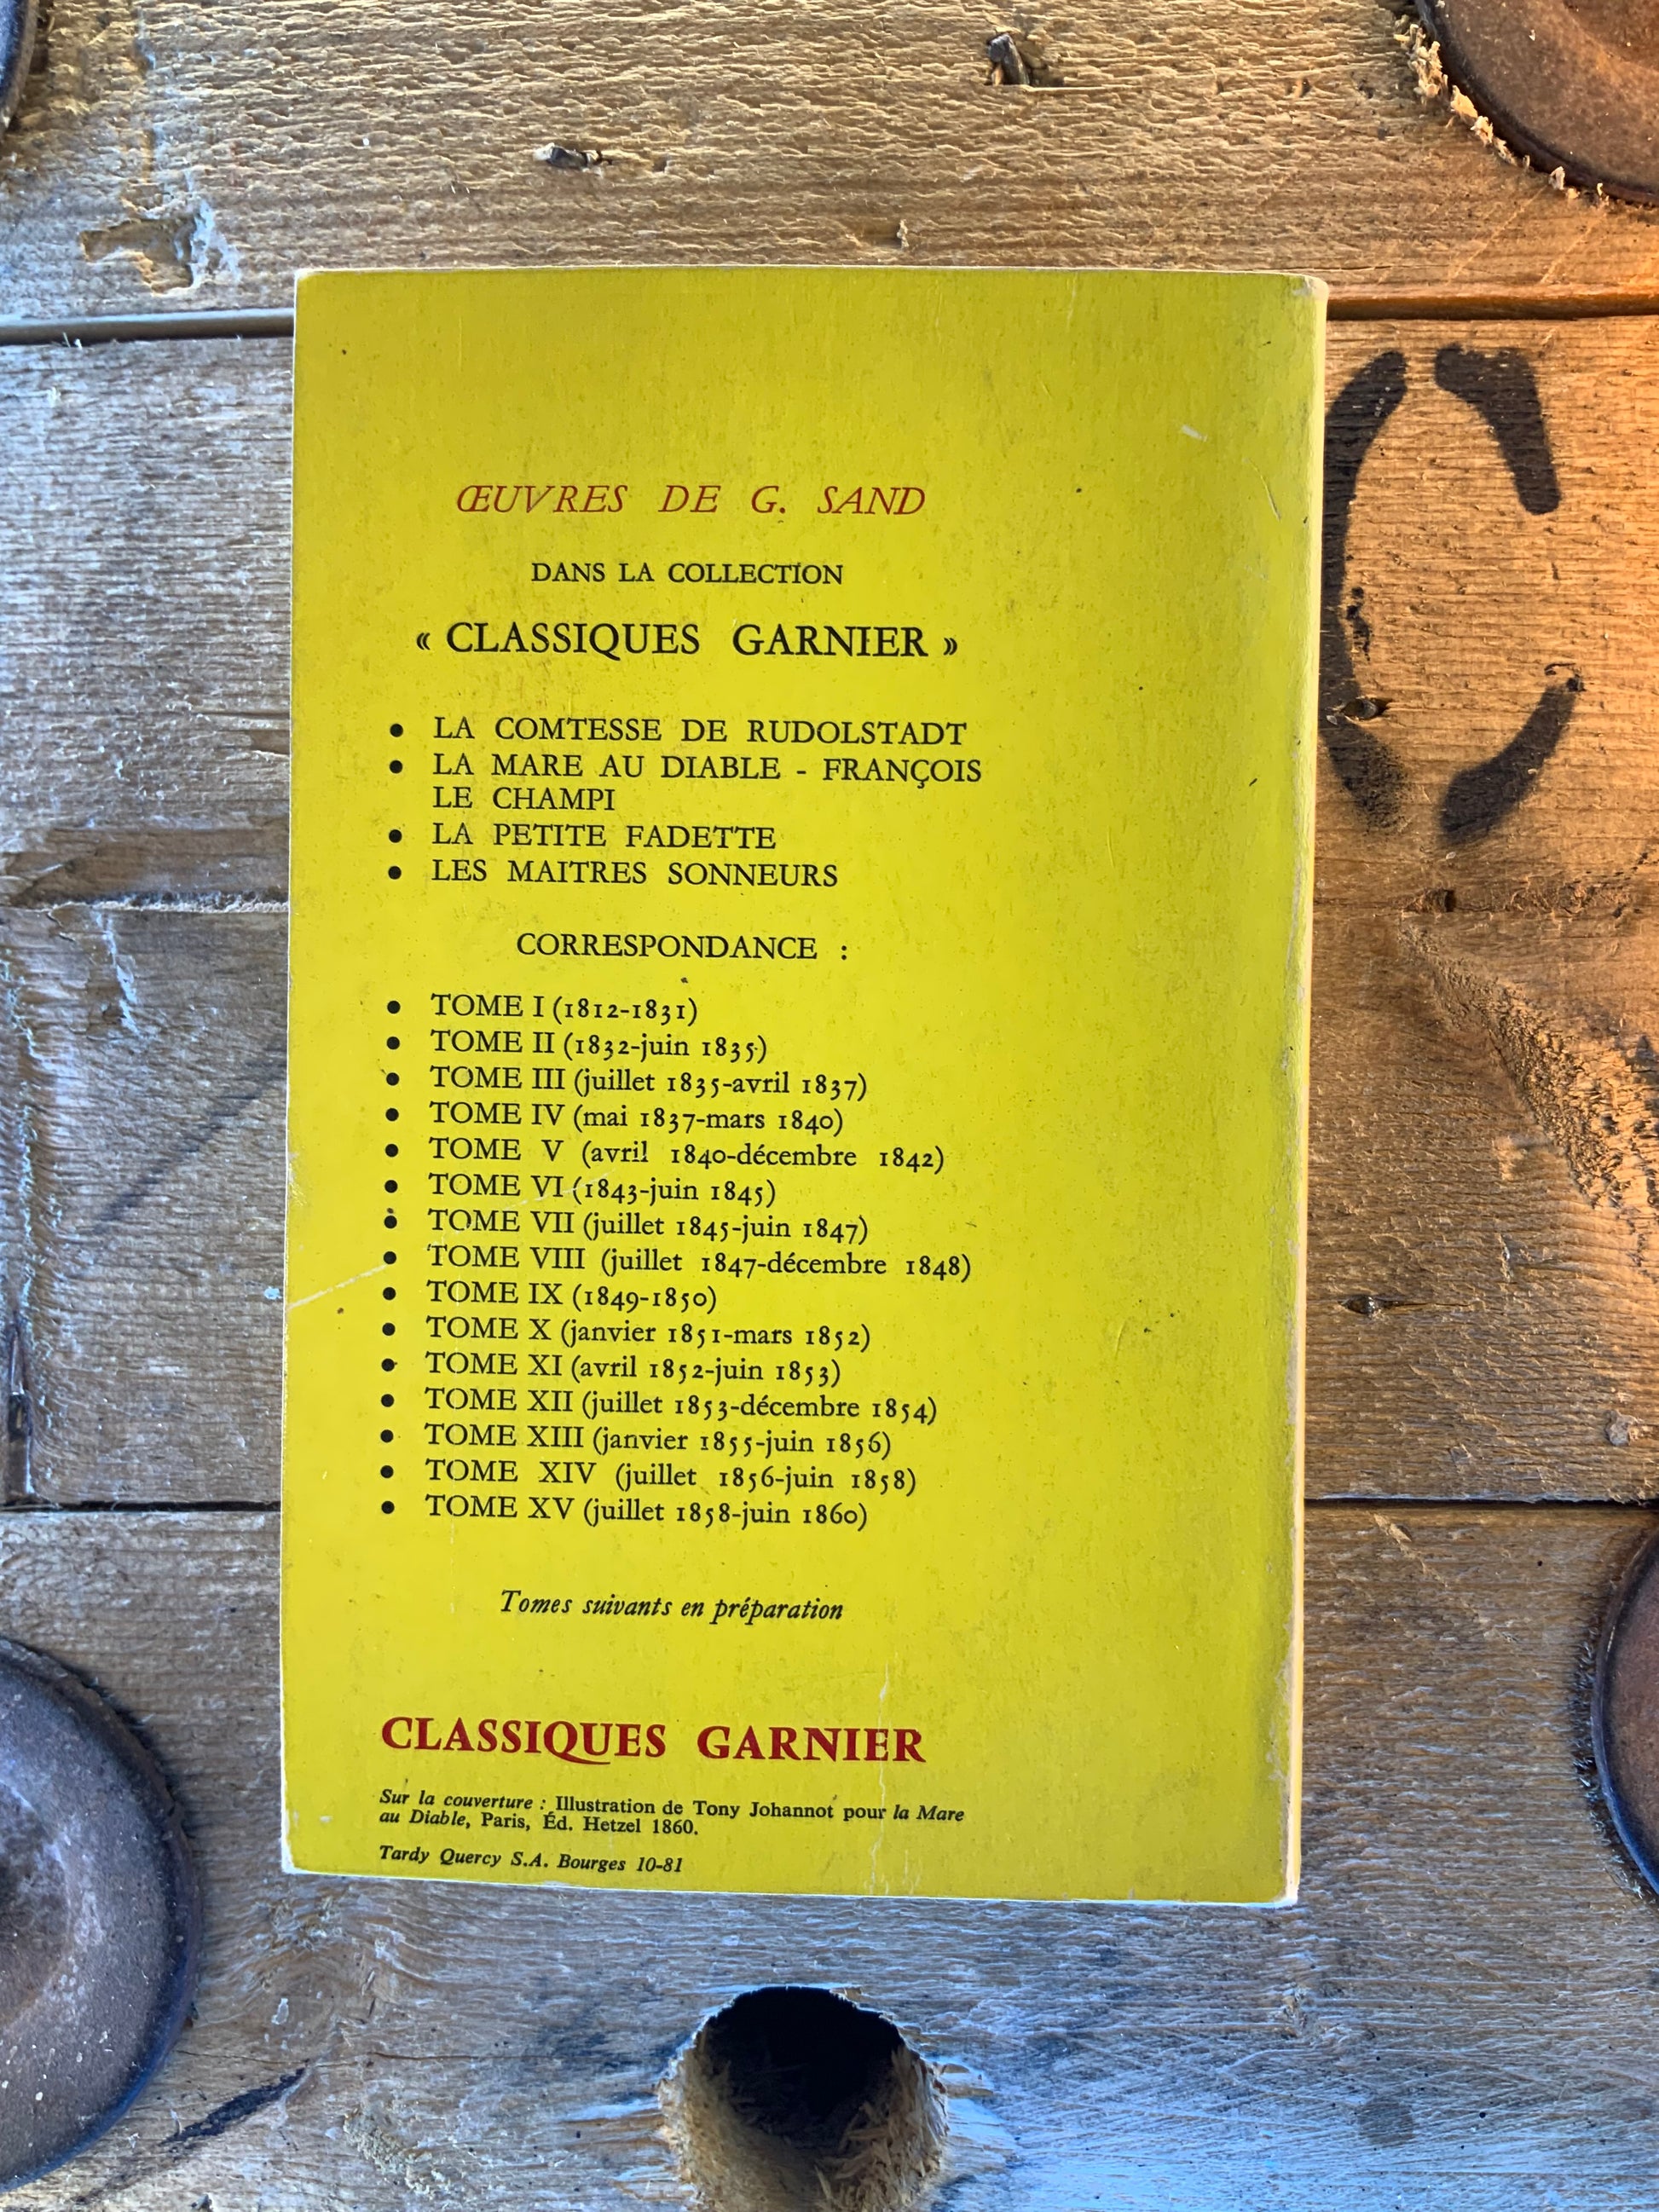 ŒUVRES DE G. SAND
DANS LA COLLECTION
« CLASSIQUES GARNIER »
• LA COMTESSE DE RUDOLSTADT
• LA MARE AU DIABLE - FRANÇOIS
LE CHAMPI
• LA PETITE FADETTE
• LES MAITRES SONNEURS
CORRESPONDANCE :
• TOME I (1812-1831)
• TOME II (1832-juin 1835)
• TOME III (juillet 1835-avril 1837)
• TOME IV (mai 1837-mars 1840)
• TOME V (avril 1840-décembre 1842)
• TOME VI (1843-juin 1845)
• TOME VII (juillet 1845-juin 1847)
• TOME VIII (juillet 1847-décembre 1848)
• TOME IX (1849-1850)
• TOME X (janvier 1851-mars 1852)
• TOME XI (avril 1852-juin 1853)
• TOME XII (juillet 1853-décembre 1854)
• TOME XIII (janvier 1855-juin 1856)
• TOME XIV (juillet 1856-juin 1858)
• TOME XV (juillet 1858-juin 1860)
Tomes suivants en préparation
CLASSIQUES GARNIER
Sur la couverture : Illustration de Tony Johannot pour la Mare
au Diable, Paris, Éd. Hetzel 1860.
Tardy Quercy S.A. Bourges 10-81